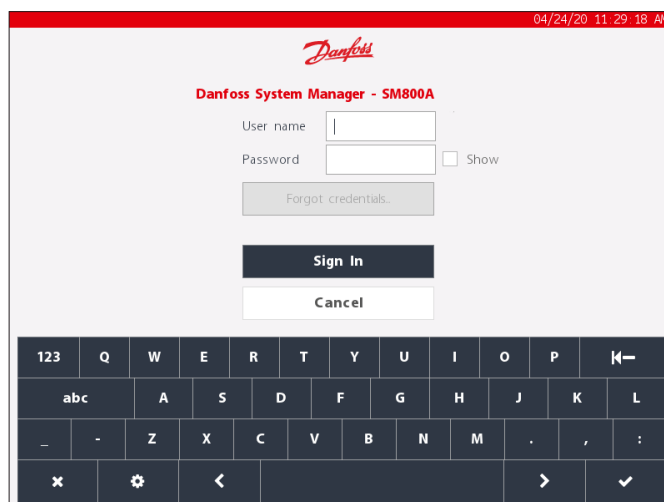 04/24/20 11:29:18 AM
Danfoss
Danfoss System Manager - SM800A
User name
Password
Show
Forgot credentials..
Sign In
Cancel
123 Q W E R T Y U I O P
abc A S D F G H J K L
_ - Z X C V B N M . , :